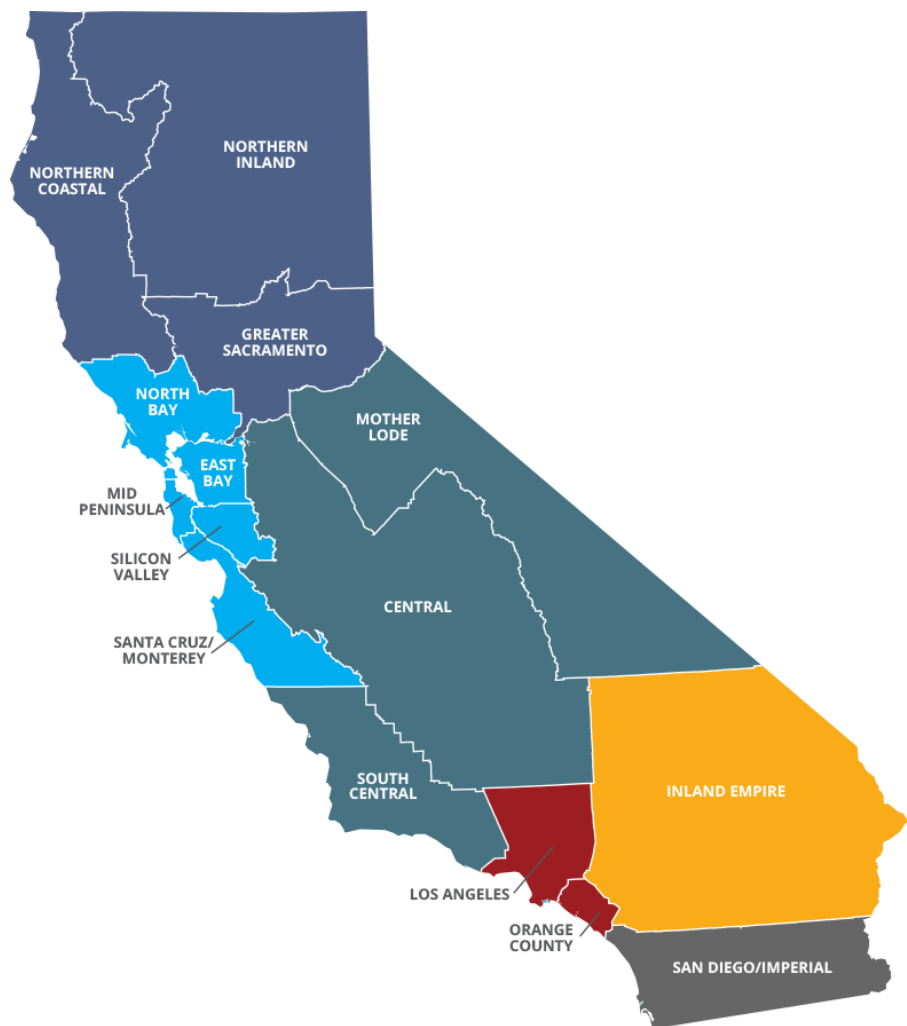 NORTHERN
INLAND
NORTHERN
COASTAL
GREATER
SACRAMENTO
NORTH
BAY
MOTHER
LODE
EAST
BAY
MID
PENINSULA
SILICON
VALLEY
CENTRAL
SANTA CRUZ/
MONTEREY
SOUTH
CENTRAL
INLAND EMPIRE
LOS ANGELES
ORANGE
COUNTY
SAN DIEGO/IMPERIAL